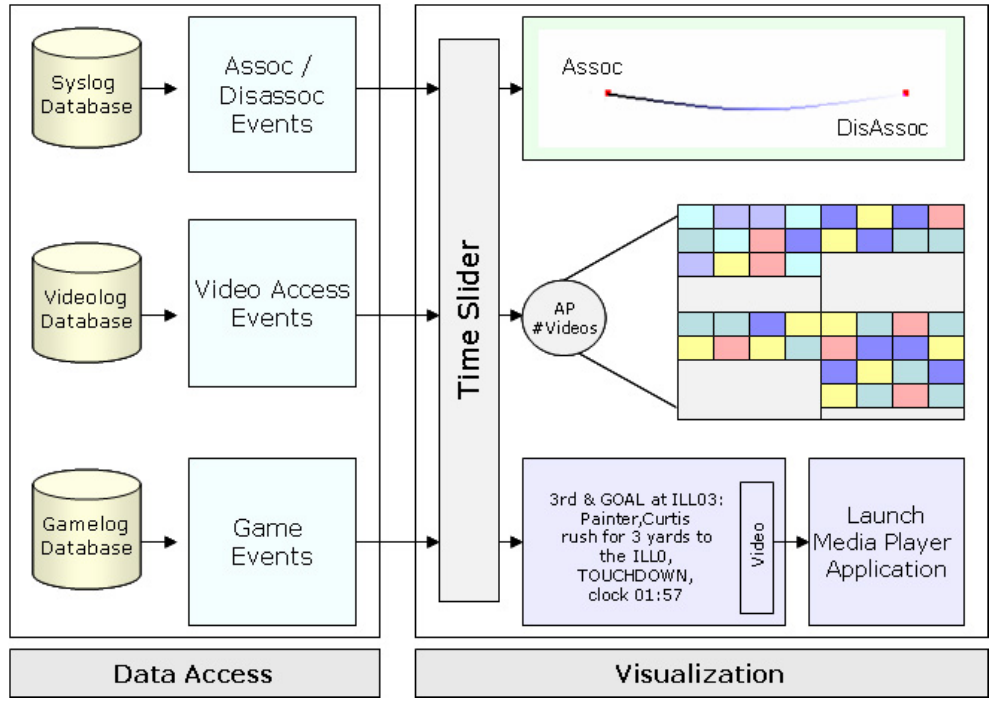 Syslog
Database
Assoc /
Disassoc
Events
Videolog
Database
Video Access
Events
Gamelog
Database
Game
Events
Time Slider
Assoc
DisAssoc
AP
#Videos
3rd & GOAL at ILL03:
Painter,Curtis
rush for 3 yards to
the ILL0,
TOUCHDOWN,
clock 01:57
Video
Launch
Media Player
Application
Data Access
Visualization